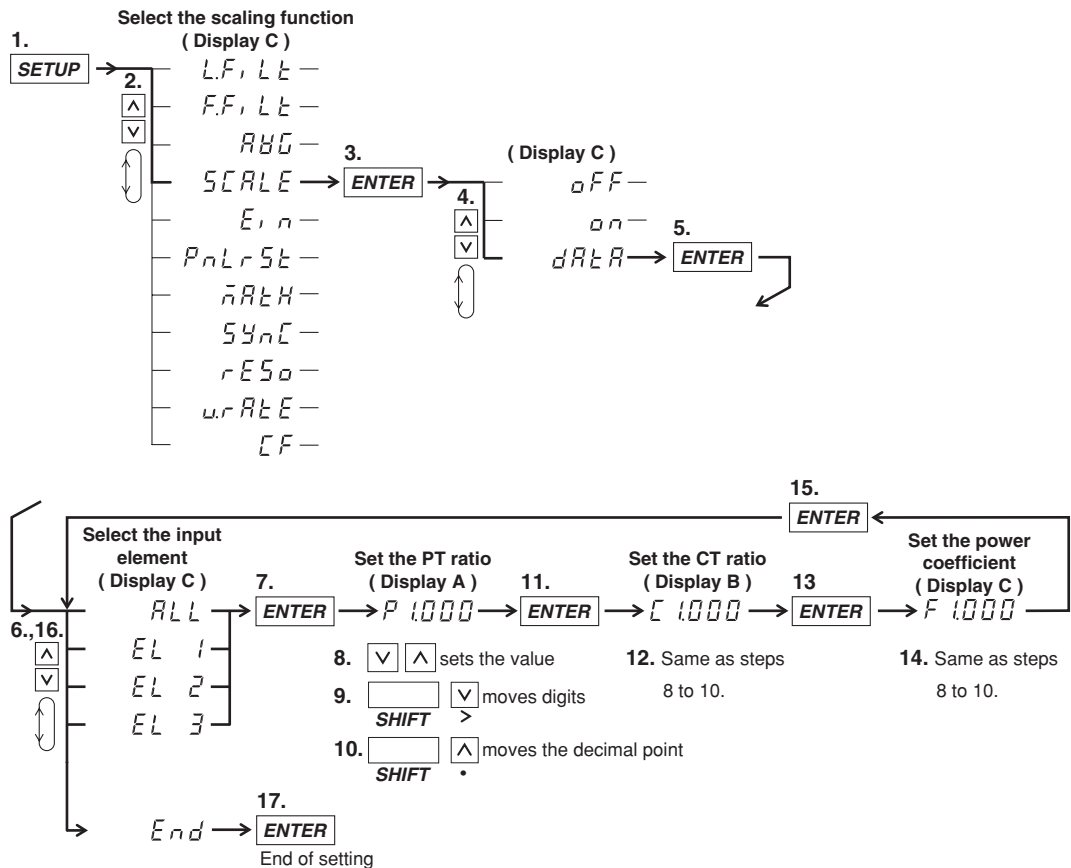 Select the scaling function
( Display C )
1.
SETUP
2.
L.FiLt
F.FiLt
AVG
SCALE
Ein
PnLrSt
MAtH
SYnC
rESo
u.rAtE
CF
3.
ENTER
4.
( Display C )
oFF
on
dAtA
5.
ENTER
15.
ENTER
Select the input
element
( Display C )
6.,16.
ALL
EL 1
EL 2
EL 3
7.
ENTER
Set the PT ratio
( Display A )
P 1.000
8. sets the value
9. moves digits
SHIFT >
10. moves the decimal point
SHIFT •
11.
ENTER
Set the CT ratio
( Display B )
C 1.000
12. Same as steps
8 to 10.
13
ENTER
Set the power
coefficient
( Display C )
F 1.000
14. Same as steps
8 to 10.
End
17.
ENTER
End of setting